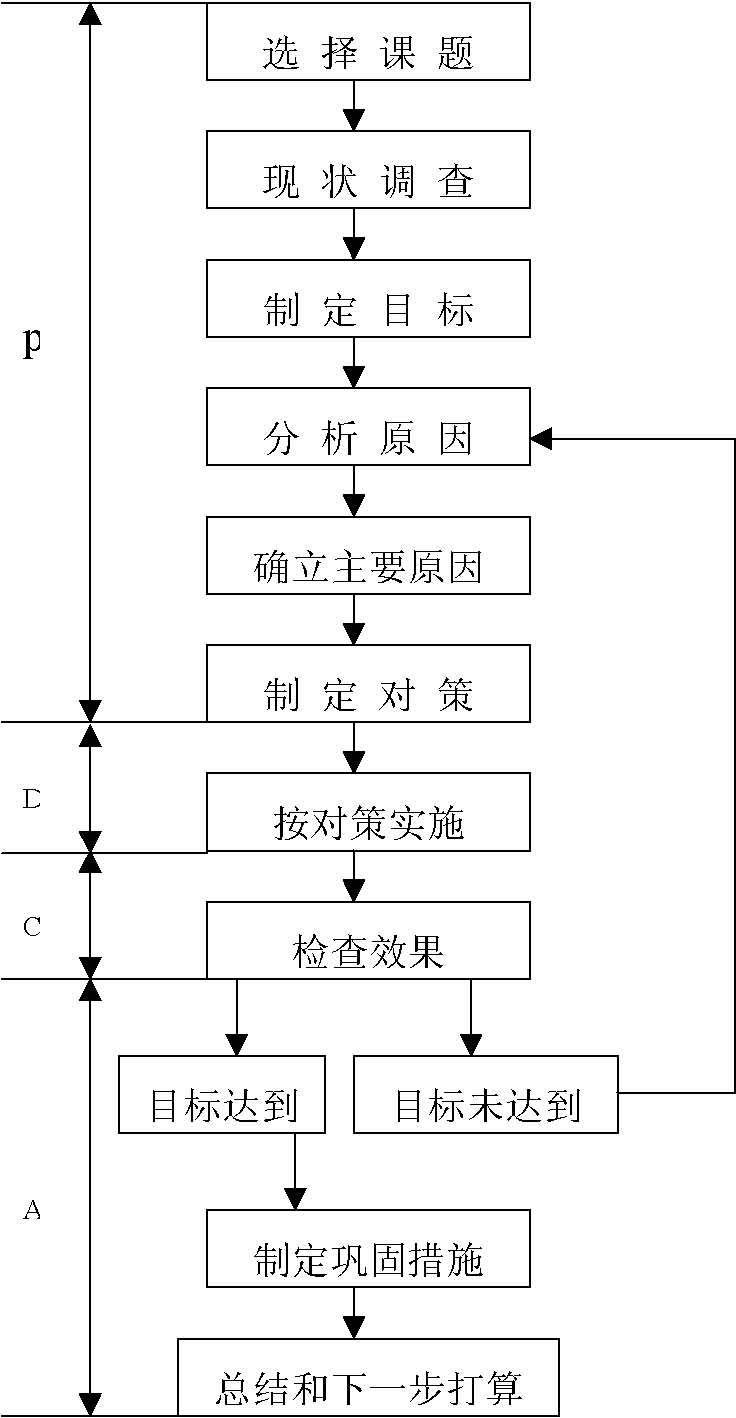 选 择 课 题
现 状 调 查
制 定 目 标
p
分 析 原 因
确立主要原因
制 定 对 策
D
按对策实施
C
检查效果
目标达到
目标未达到
A
制定巩固措施
总结和下一步打算